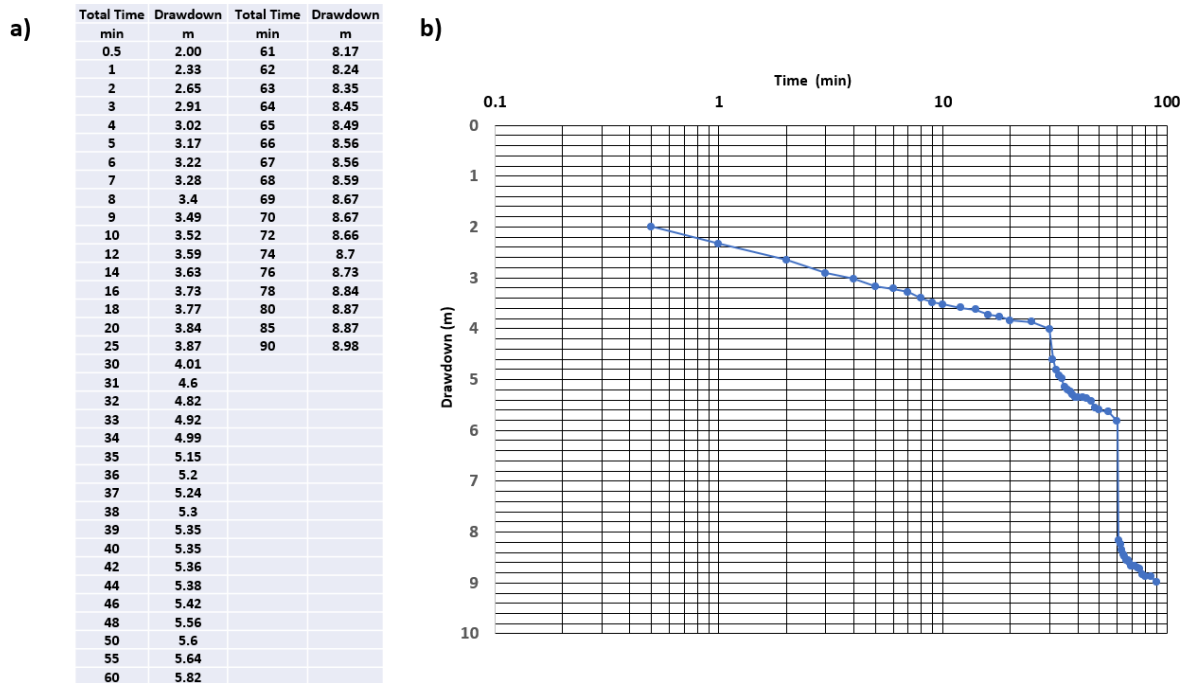 a)
Total Time Drawdown Total Time Drawdown
min m min m
0.5 2.00 61 8.17
1 2.33 62 8.24
2 2.65 63 8.35
3 2.91 64 8.45
4 3.02 65 8.49
5 3.17 66 8.56
6 3.22 67 8.56
7 3.28 68 8.59
8 3.4 69 8.67
9 3.49 70 8.67
10 3.52 72 8.66
12 3.59 74 8.7
14 3.63 76 8.73
16 3.73 78 8.84
18 3.77 80 8.87
20 3.84 85 8.87
25 3.87 90 8.98
30 4.01
31 4.6
32 4.82
33 4.92
34 4.99
35 5.15
36 5.2
37 5.24
38 5.3
39 5.35
40 5.35
42 5.36
44 5.38
46 5.42
48 5.56
50 5.6
55 5.64
60 5.82
b)
Time (min)
0.1 1 10 100
0
1
2
3
4
5
6
7
8
9
10
Drawdown (m)